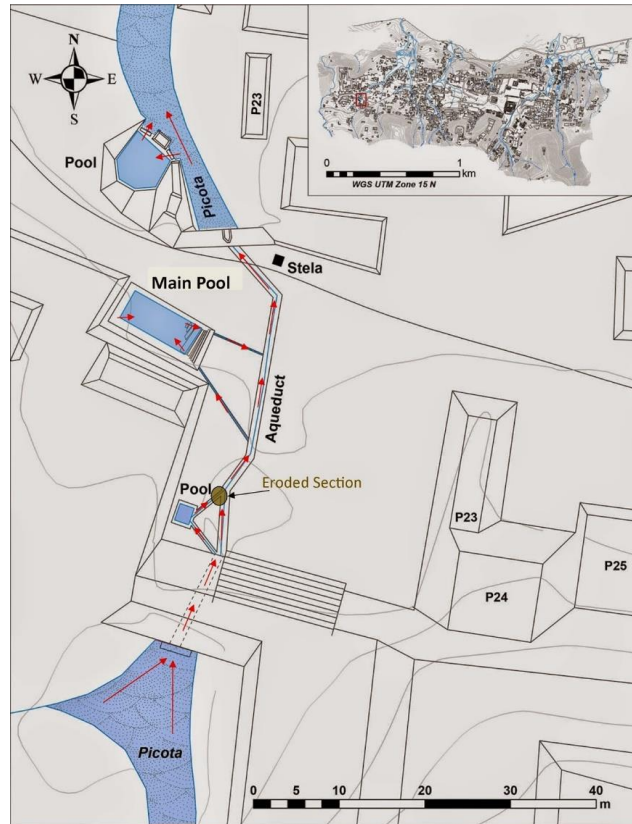 N
W E
S
P23
Pool
Picota
0 1
km
WGS UTM Zone 15 N
Stela
Main Pool
Aqueduct
Eroded Section
Pool
P23
P25
P24
Picota
0 5 10 20 30 40
m